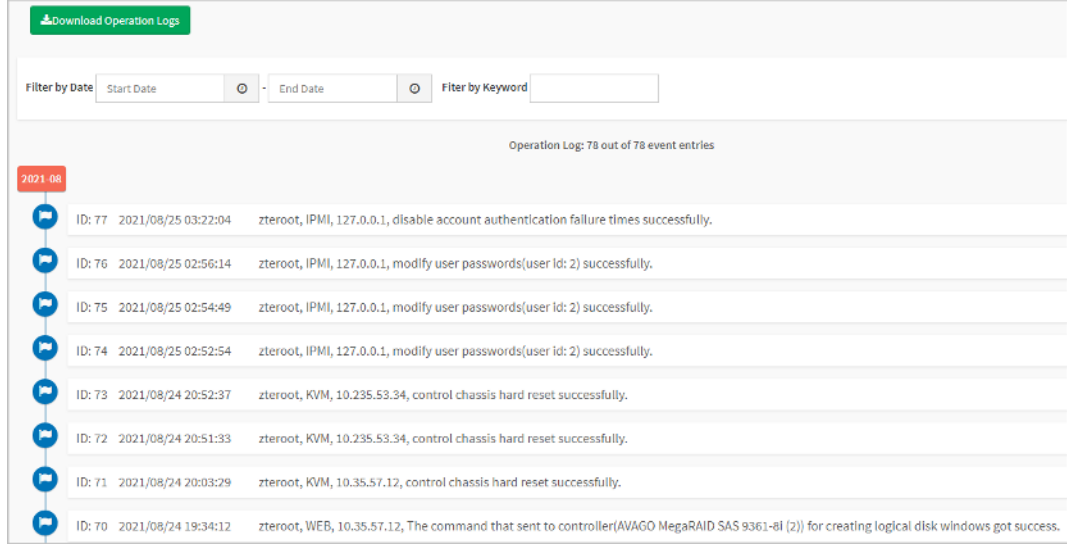 Download Operation Logs
Filter by Date Start Date - End Date Fiter by Keyword
Operation Log: 78 out of 78 event entries
2021-08
ID: 77 2021/08/25 03:22:04 zteroot, IPMI, 127.0.0.1, disable account authentication failure times successfully.
ID: 76 2021/08/25 02:56:14 zteroot, IPMI, 127.0.0.1, modify user passwords(user id: 2) successfully.
ID: 75 2021/08/25 02:54:49 zteroot, IPMI, 127.0.0.1, modify user passwords(user id: 2) successfully.
ID: 74 2021/08/25 02:52:54 zteroot, IPMI, 127.0.0.1, modify user passwords(user id: 2) successfully.
ID: 73 2021/08/24 20:52:37 zteroot, KVM, 10.235.53.34, control chassis hard reset successfully.
ID: 72 2021/08/24 20:51:33 zteroot, KVM, 10.235.53.34, control chassis hard reset successfully.
ID: 71 2021/08/24 20:03:29 zteroot, KVM, 10.35.57.12, control chassis hard reset successfully.
ID: 70 2021/08/24 19:34:12 zteroot, WEB, 10.35.57.12, The command that sent to controller(AVAGO MegaRAID SAS 9361-8i (2)) for creating logical disk windows got success.